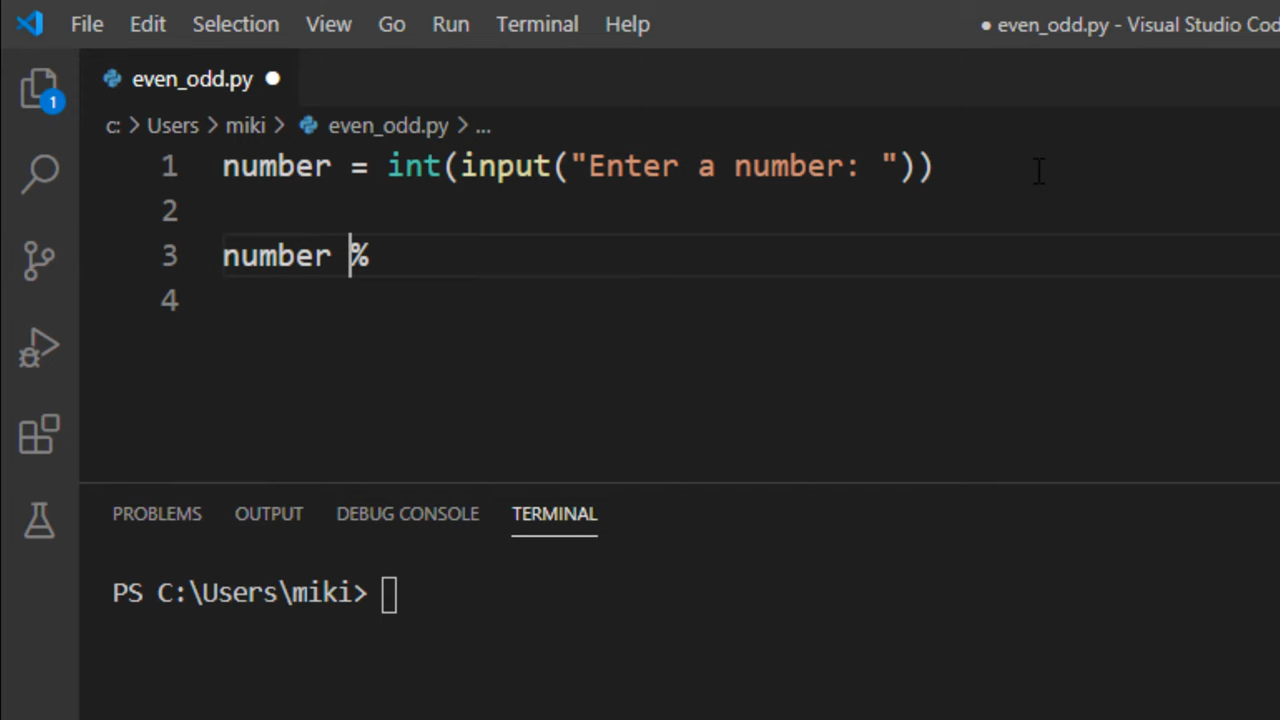 File Edit Selection View Go Run Terminal Help ● even_odd.py - Visual Studio Cod
even_odd.py ●
1
c: > Users > miki > even_odd.py > ...
1 number = int(input("Enter a number: "))
2
3 number %
4
PROBLEMS OUTPUT DEBUG CONSOLE TERMINAL
PS C:\Users\miki>